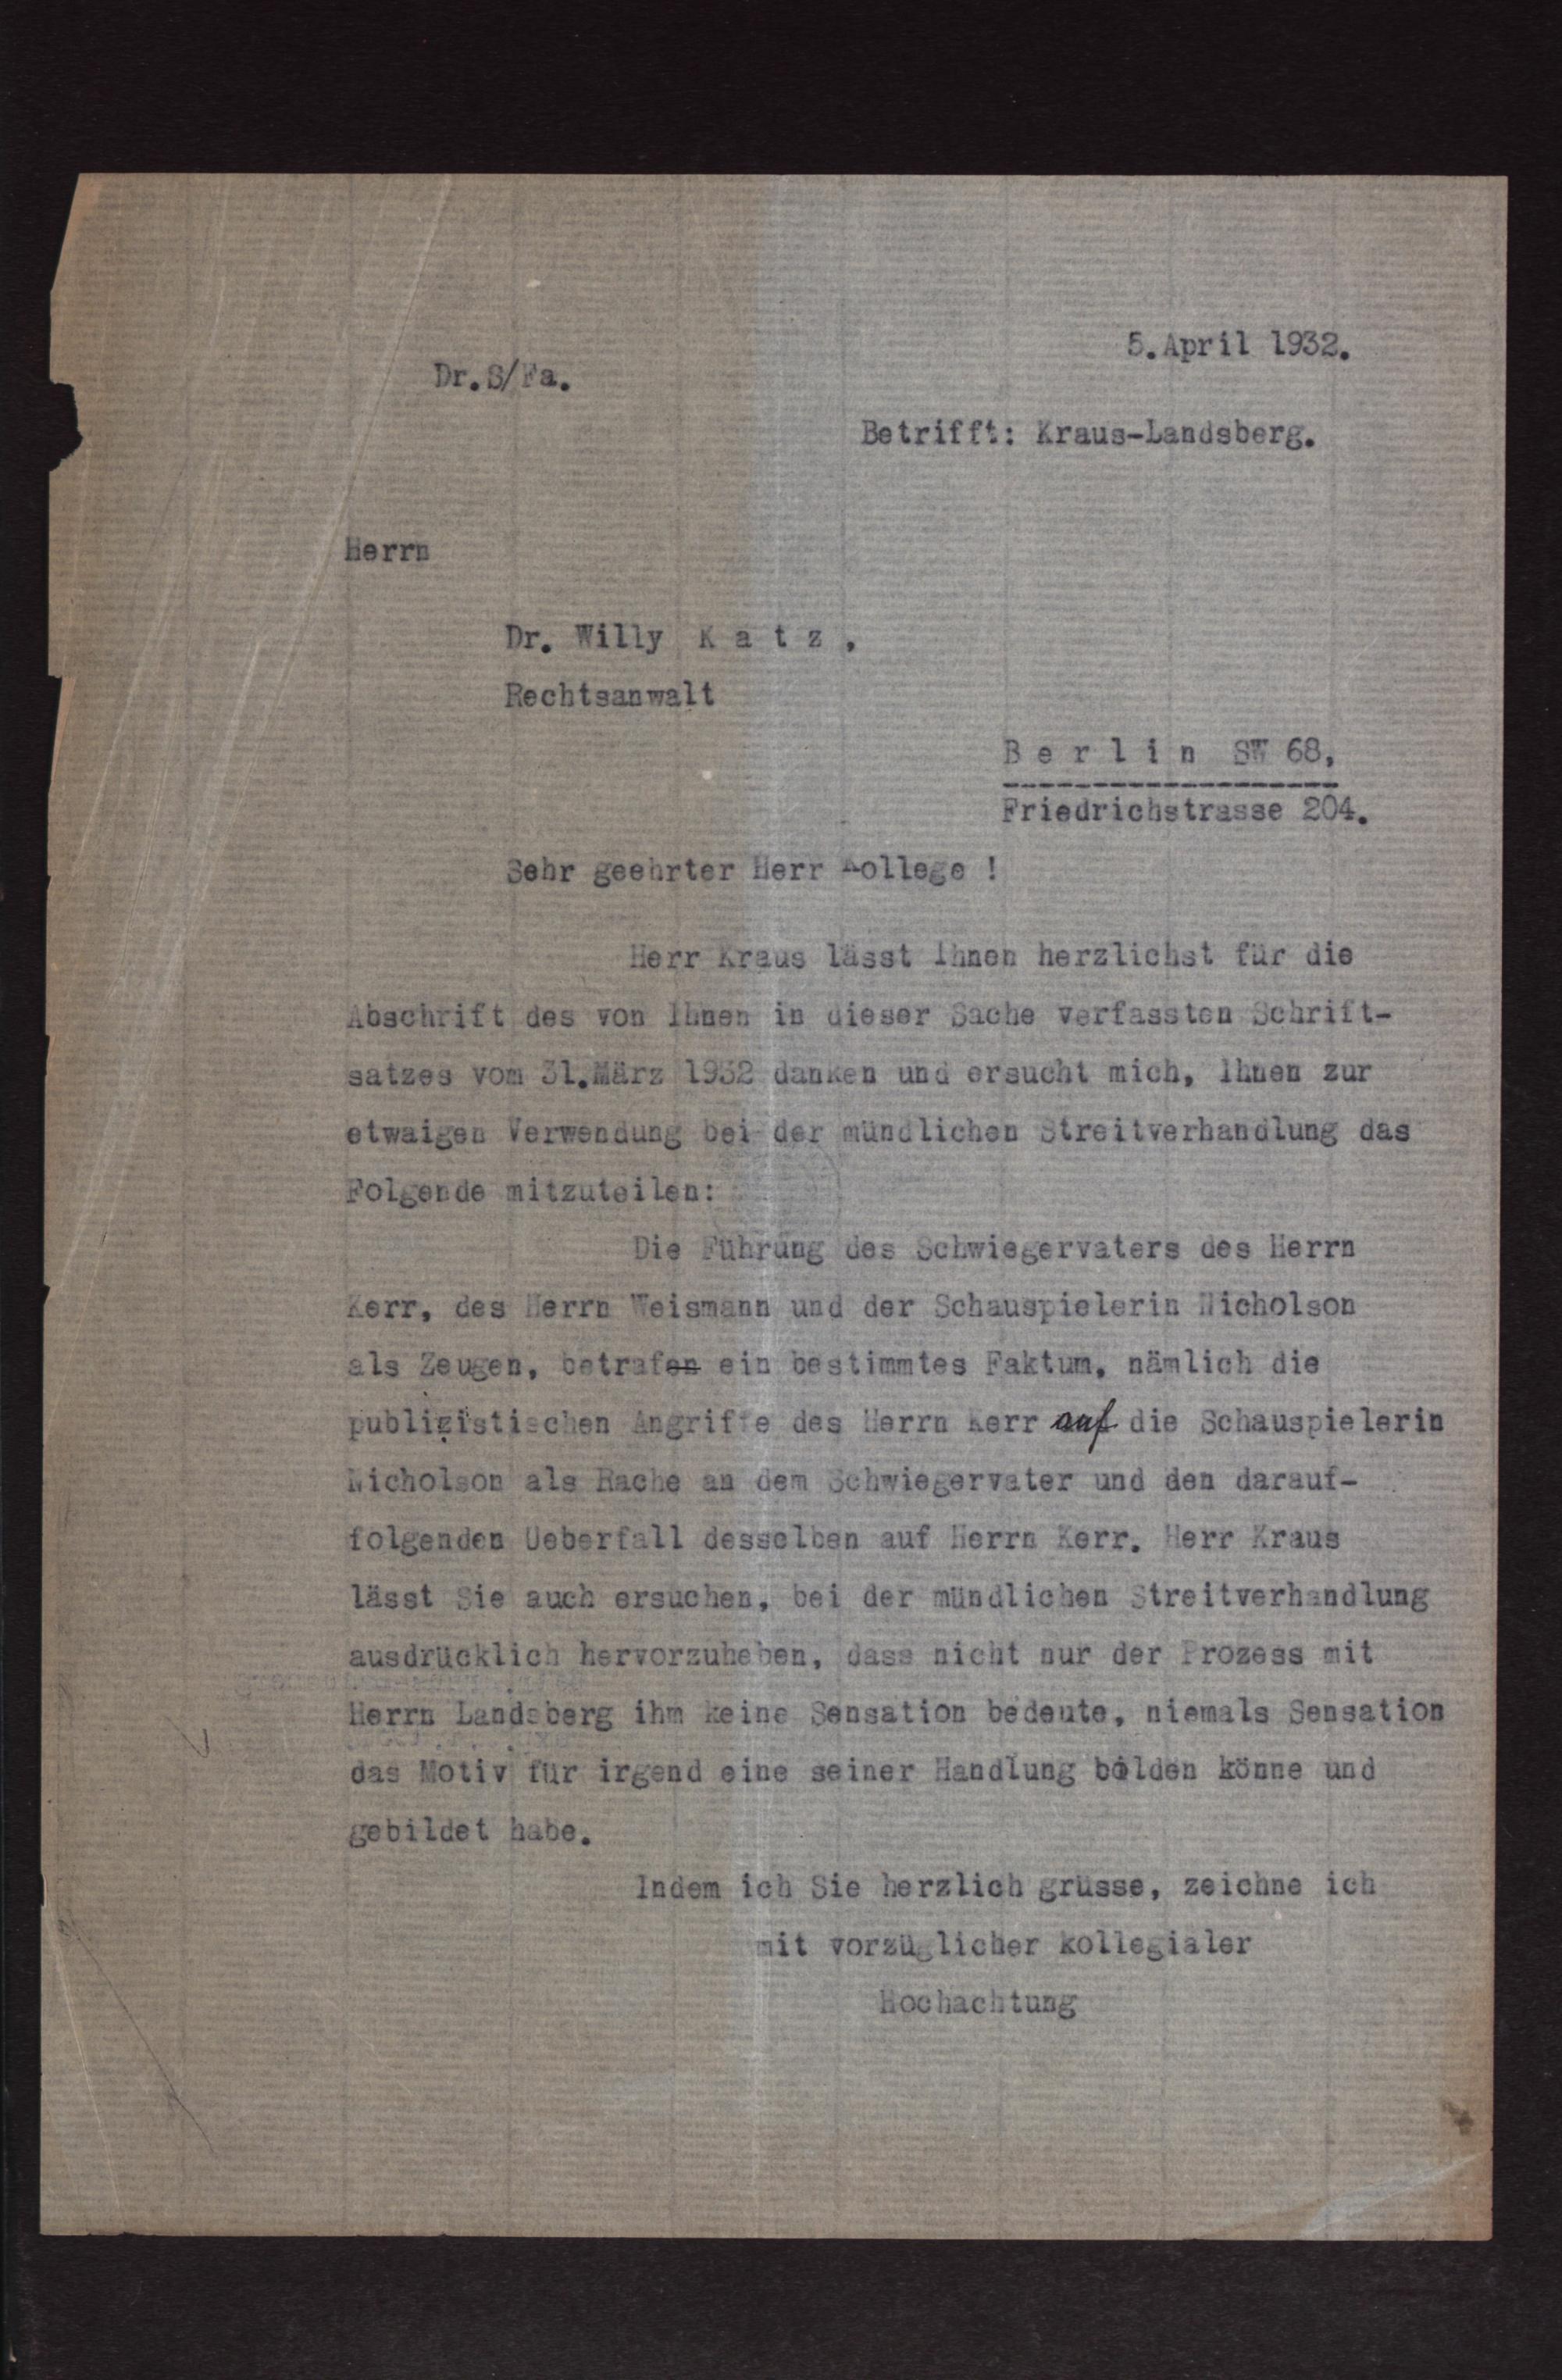 5.April 1932.
Dr.S/Fa.
Betrifft: Kraus-Landsberg.
Herrn
Dr. Willy K a t z ,
Rechtsanwalt
B e r l i n SW 68,
Friedrichstrasse 204.
Sehr geehrter Herr Kollege !
Herr Kraus lässt Ihnen herzlichst für die
Abschrift des von Ihnen in dieser Sache verfassten Schrift-
satzes vom 31.März 1932 danken und ersucht mich, Ihnen zur
etwaigen Verwendung bei der mündlichen Streitverhandlung das
Folgende mitzuteilen:
Die Führung des Schwiegervaters des Herrn
Kerr, des Herrn Weismann und der Schauspielerin Nicholson
als Zeugen, betrafen ein bestimmtes Faktum, nämlich die
publizistischen Angriffe des Herrn Kerr auf die Schauspielerin
Nicholson als Rache an dem Schwiegervater und den darauf-
folgenden Ueberfall desselben auf Herrn Kerr. Herr Kraus
lässt Sie auch ersuchen, bei der mündlichen Streitverhandlung
ausdrücklich hervorzuheben, dass nicht nur der Prozess mit
Herrn Landsberg ihm keine Sensation bedeute, niemals Sensation
das Motiv für irgend eine seiner Handlung bilden könne und
gebildet habe.
Indem ich Sie herzlich grüsse, zeichne ich
mit vorzüglicher kollegialer
Hochachtung